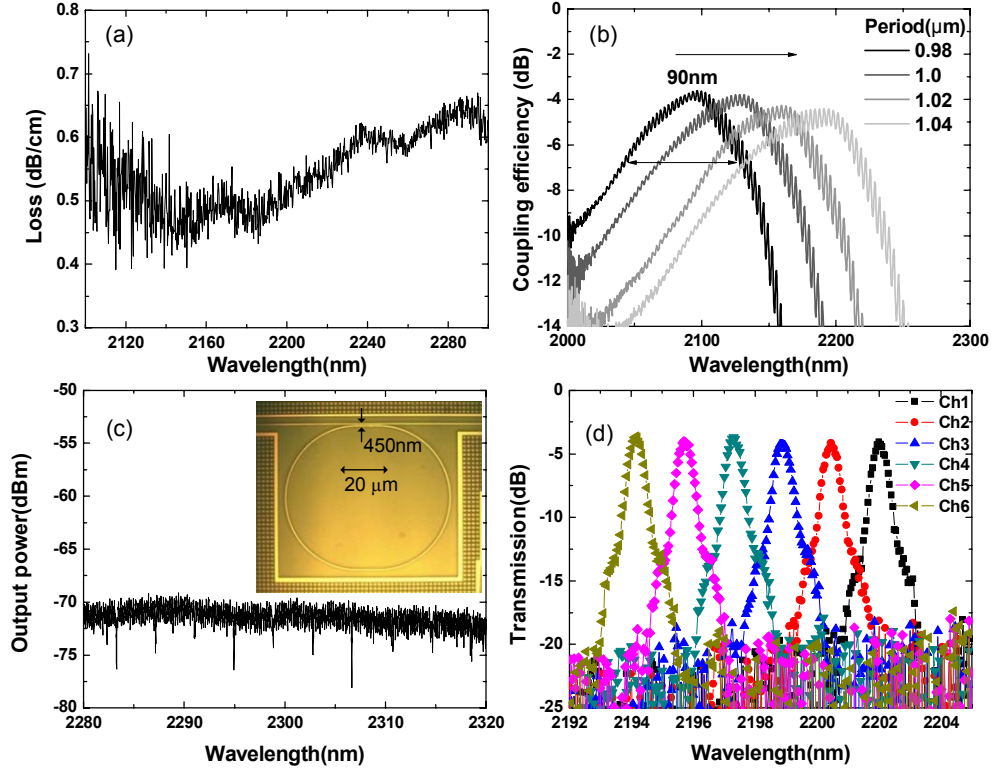 (a)
Loss (dB/cm)
0.8
0.7
0.6
0.5
0.4
0.3
2120 2140 2160 2180 2200 2220 2240 2260 2280
Wavelength(nm)
(b)
Coupling efficiency (dB)
0
-2
-4
-6
-8
-10
-12
-14
2000 2100 2200 2300
Wavelength(nm)
90nm
Period(μm)
0.98
1.0
1.02
1.04
(c)
Output power(dBm)
-50
-55
-60
-65
-70
-75
-80
2280 2290 2300 2310 2320
Wavelength(nm)
450nm
20 μm
(d)
Transmission(dB)
0
-5
-10
-15
-20
-25
2192 2194 2196 2198 2200 2202 2204
Wavelength(nm)
Ch1
Ch2
Ch3
Ch4
Ch5
Ch6